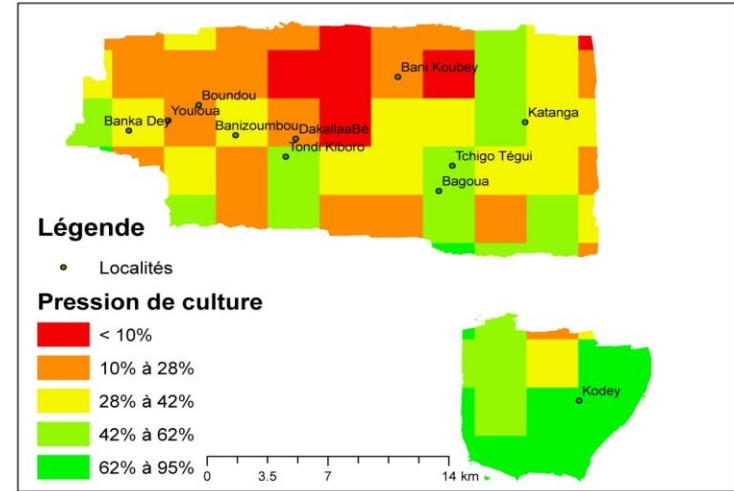 Bani Koubey
Boundou
Youloua
Katanga
Banka Dey
Banizoumbou
DakallaaBé
Tondi Kiboro
Tchigo Tégui
Bagoua
Légende
Localités
Pression de culture
< 10%
10% à 28%
28% à 42%
42% à 62%
62% à 95%
Kodey
0 3.5 7 14 km